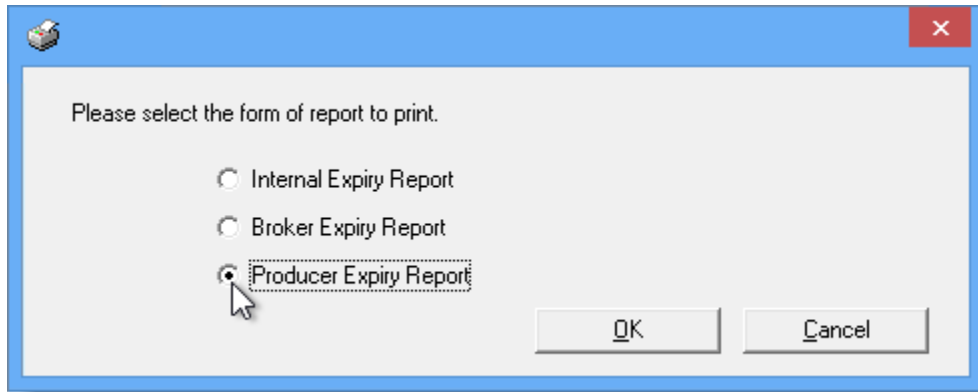 Please select the form of report to print.
Internal Expiry Report
Broker Expiry Report
Producer Expiry Report
OK
Cancel